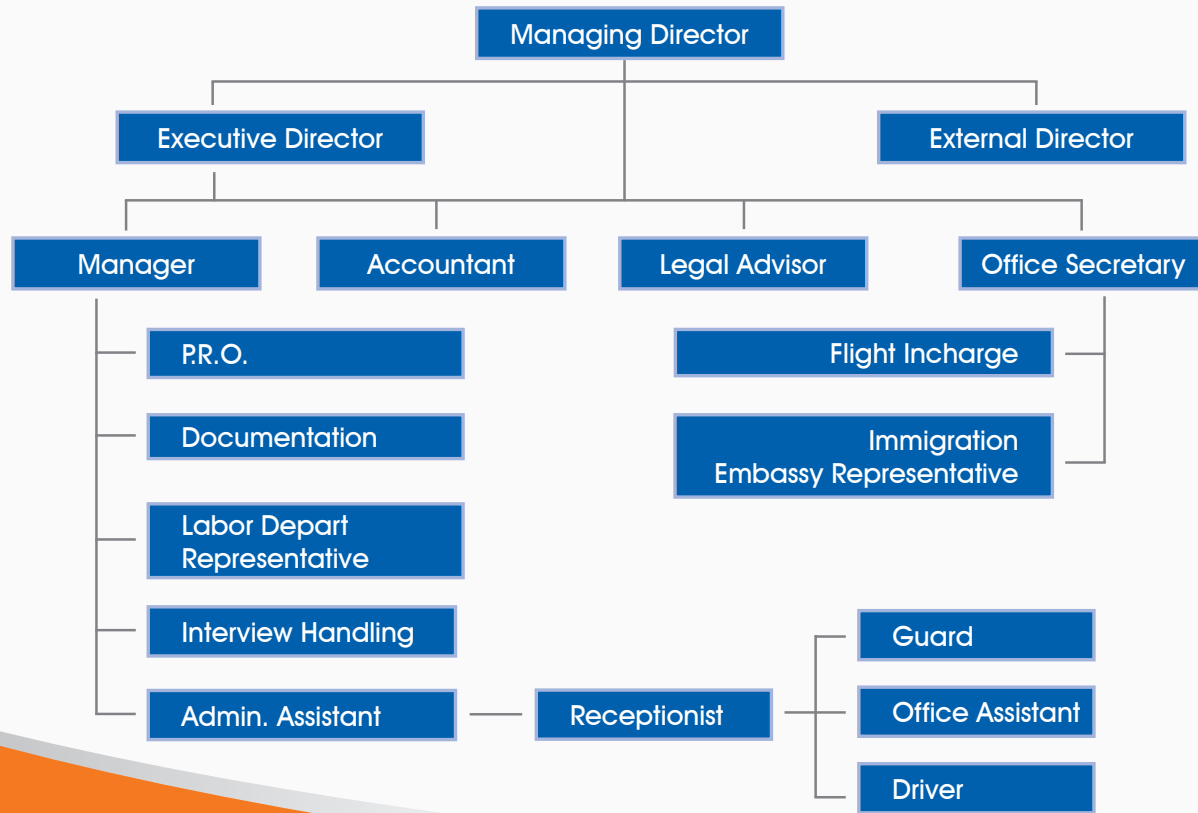 Managing Director
Executive Director
External Director
Manager
Accountant
Legal Advisor
Office Secretary
P.R.O.
Flight Incharge
Documentation
Immigration
Embassy Representative
Labor Depart
Representative
Interview Handling
Guard
Admin. Assistant
Receptionist
Office Assistant
Driver